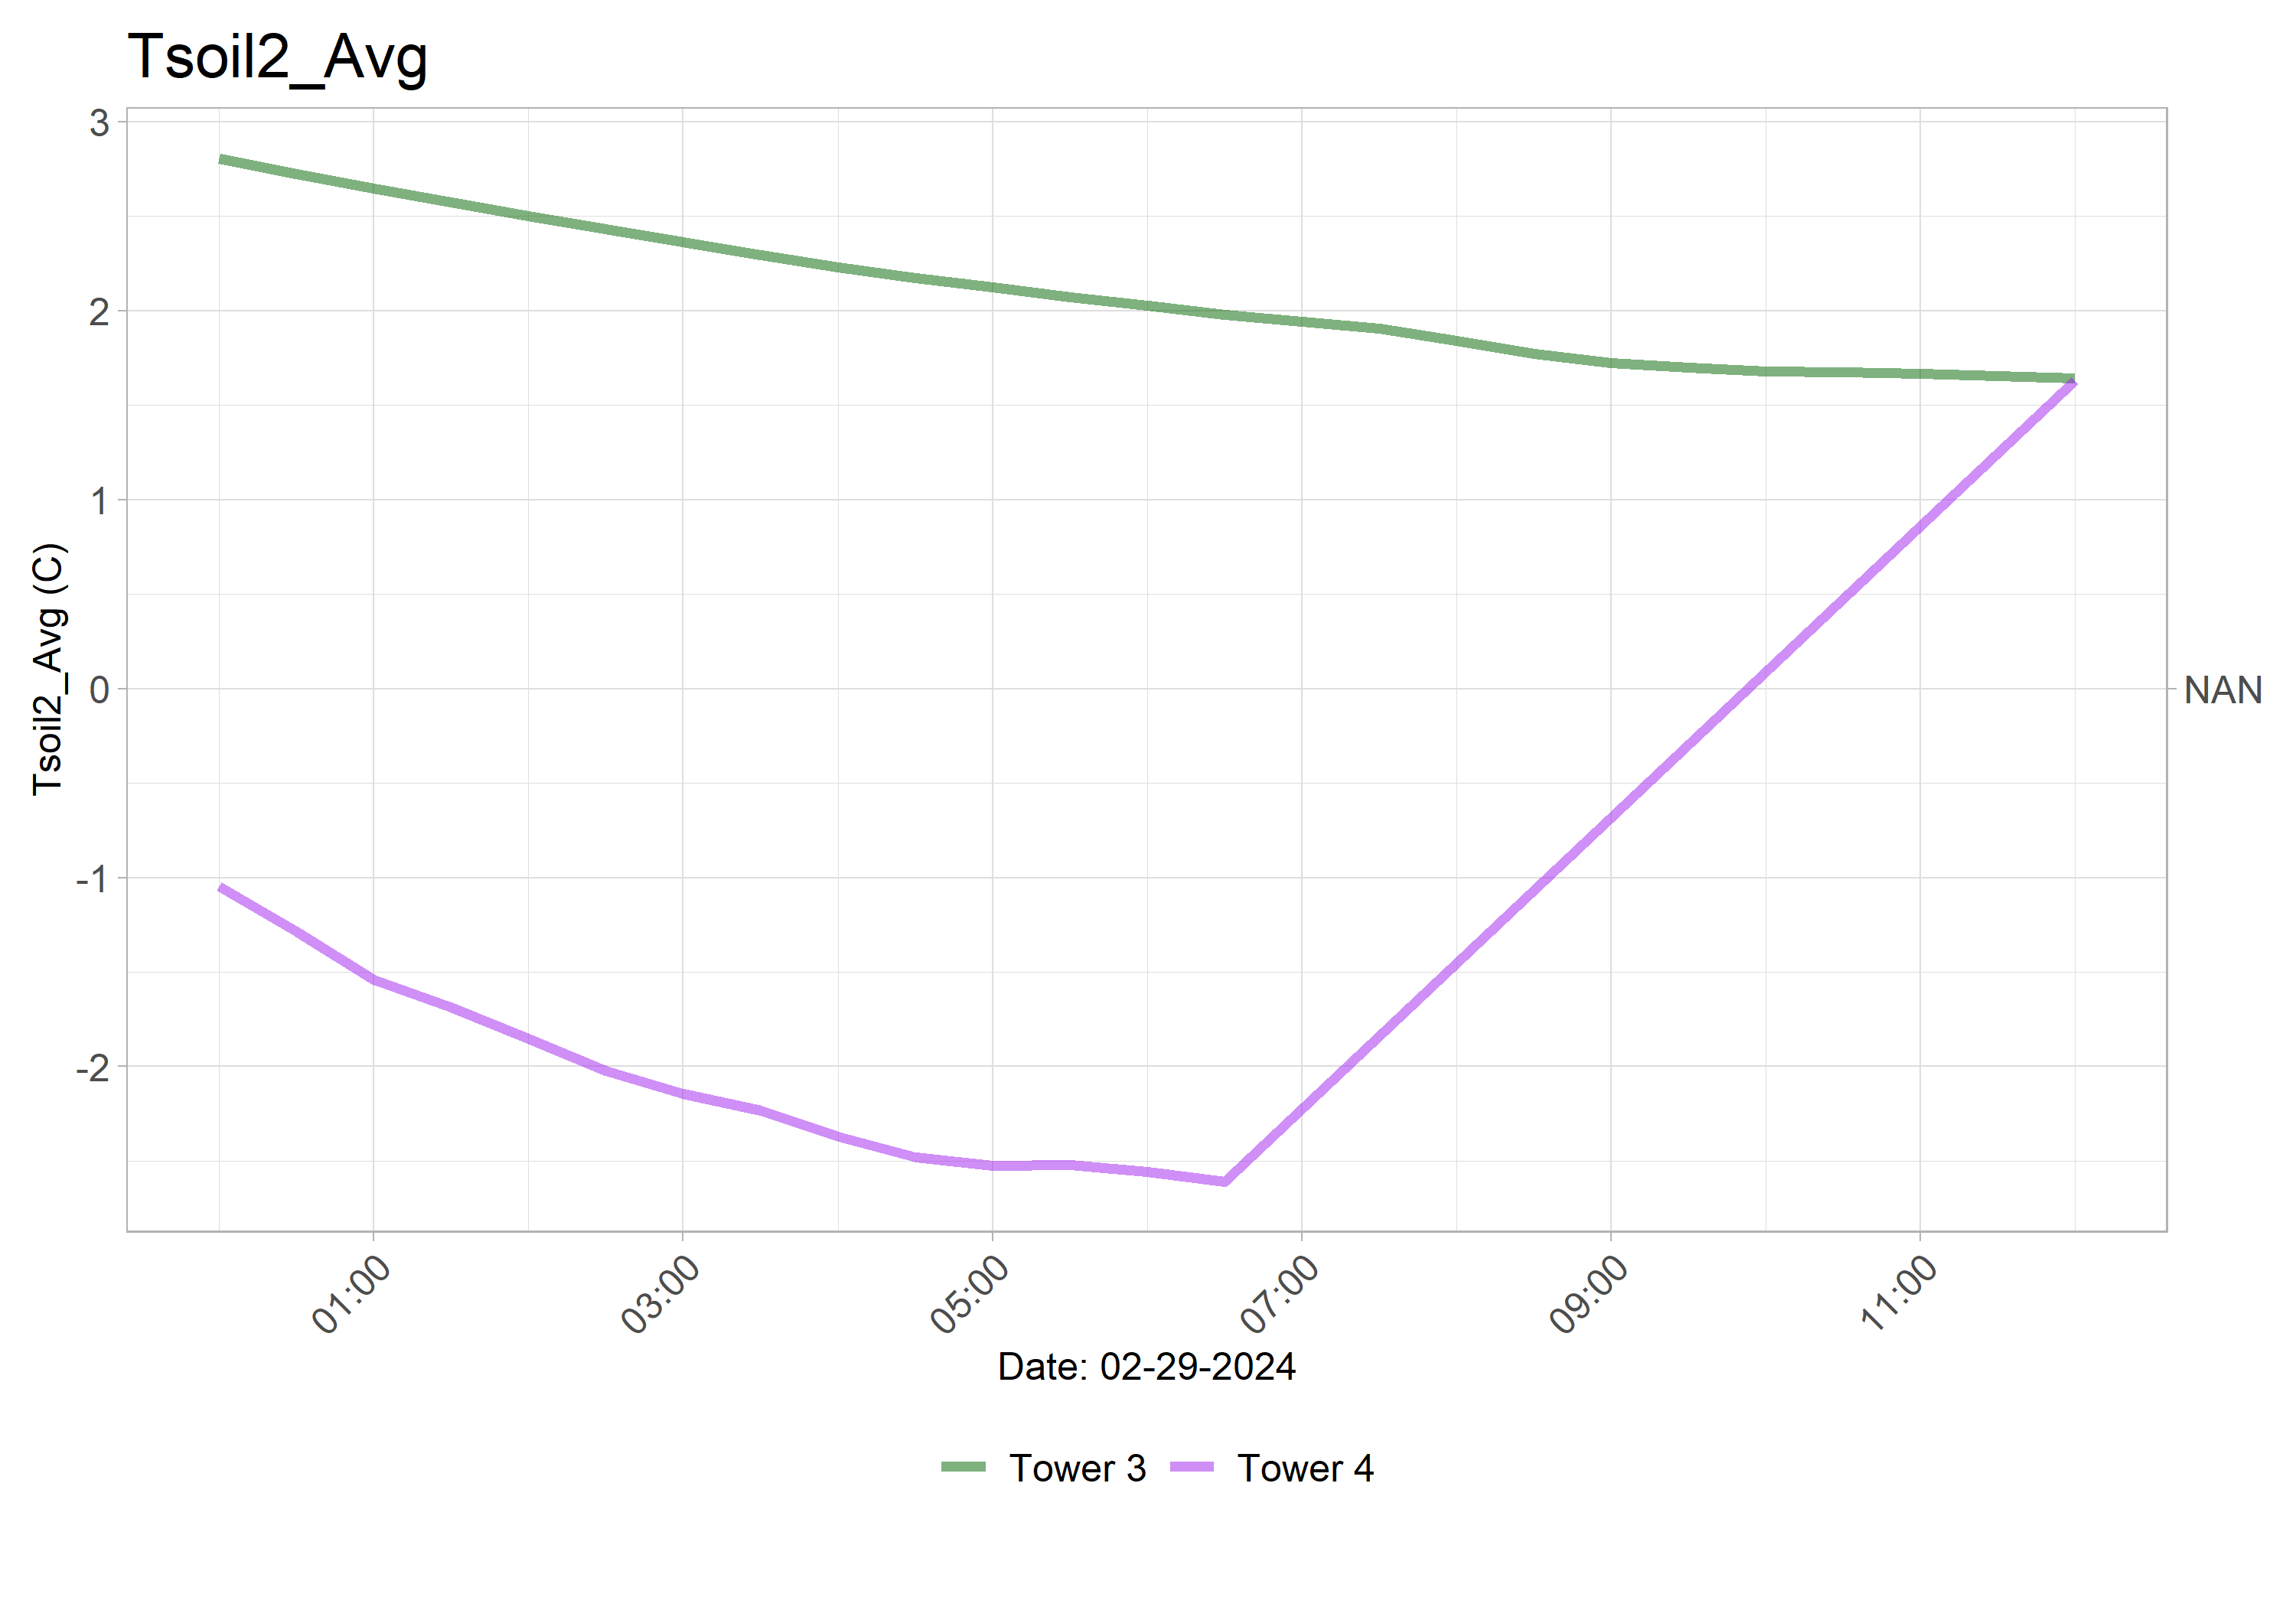 Tsoil2_Avg
3
2
1
0
-1
-2
Tsoil2_Avg (C)
NAN
01:00
03:00
05:00
07:00
09:00
11:00
Date: 02-29-2024
Tower 3
Tower 4